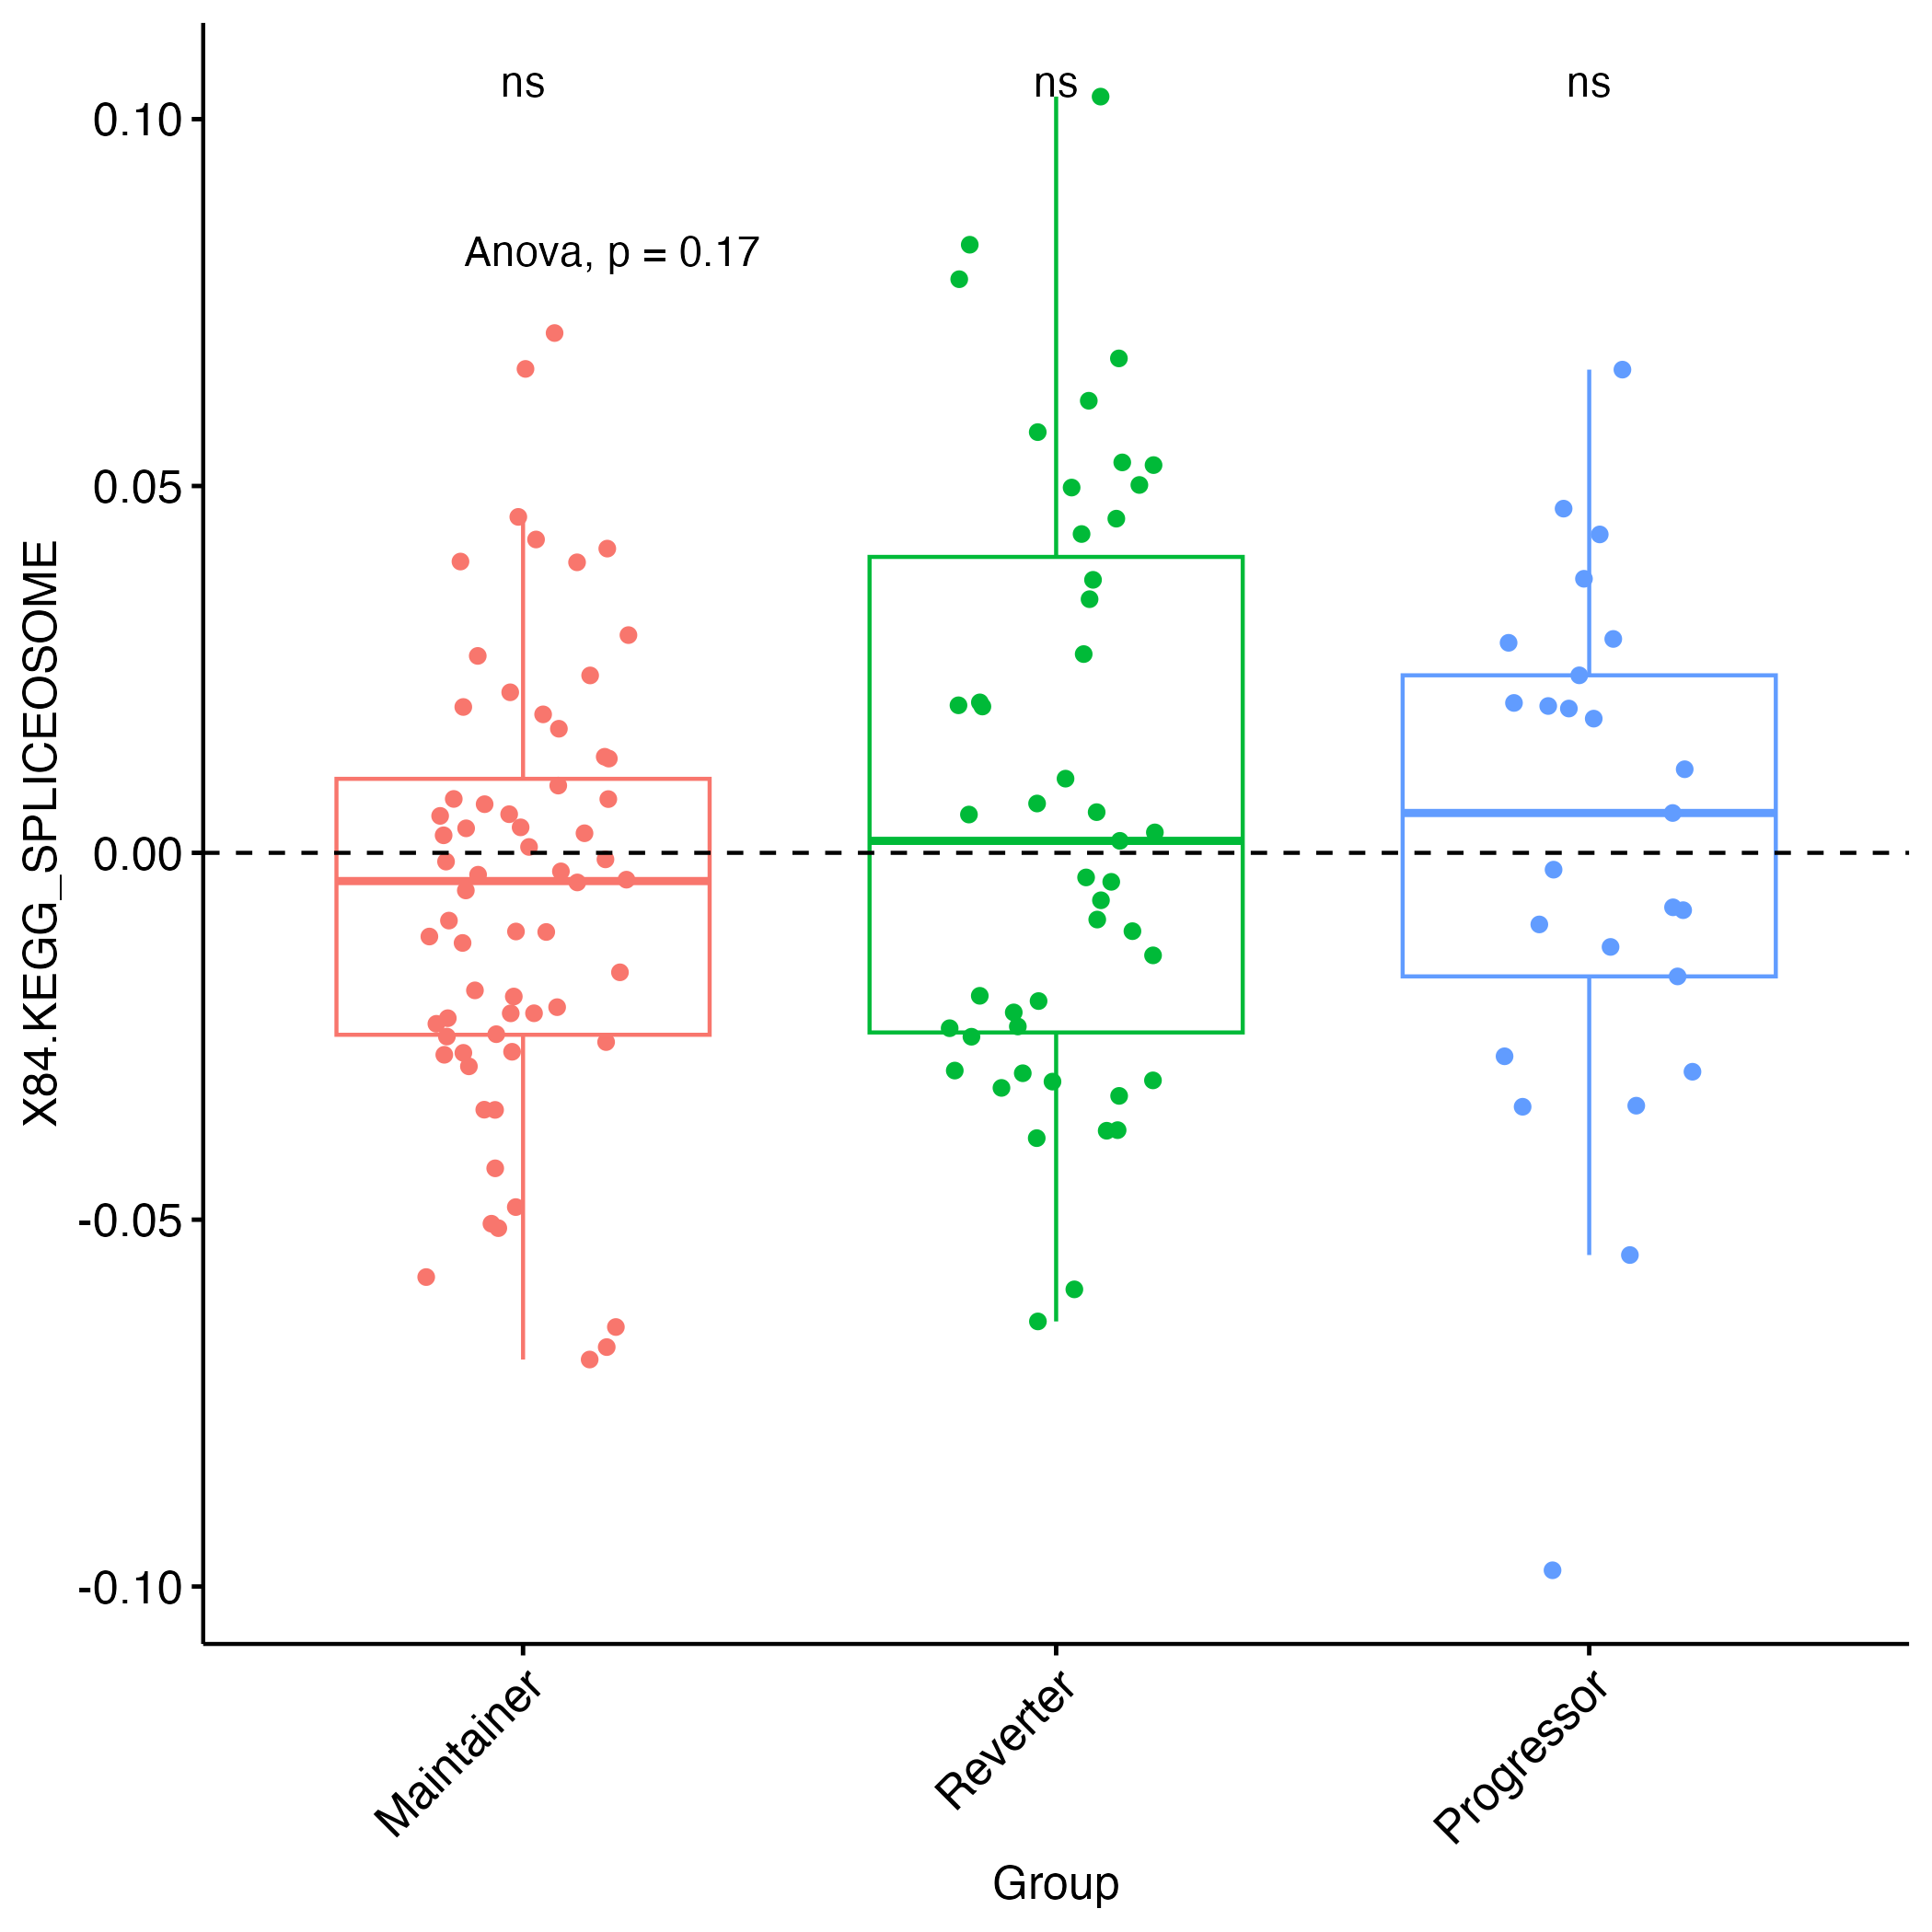 ns ns ns
Anova, p = 0.17
X84.KEGG_SPLICEOSOME
0.10
0.05
0.00
-0.05
-0.10
Maintainer
Reverter
Progressor
Group